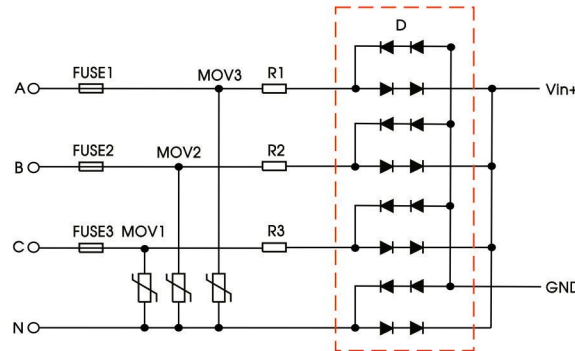 D
FUSE1
MOV3
R1
A
Vin+
FUSE2
MOV2
R2
B
FUSE3
MOV1
R3
C
GND
N